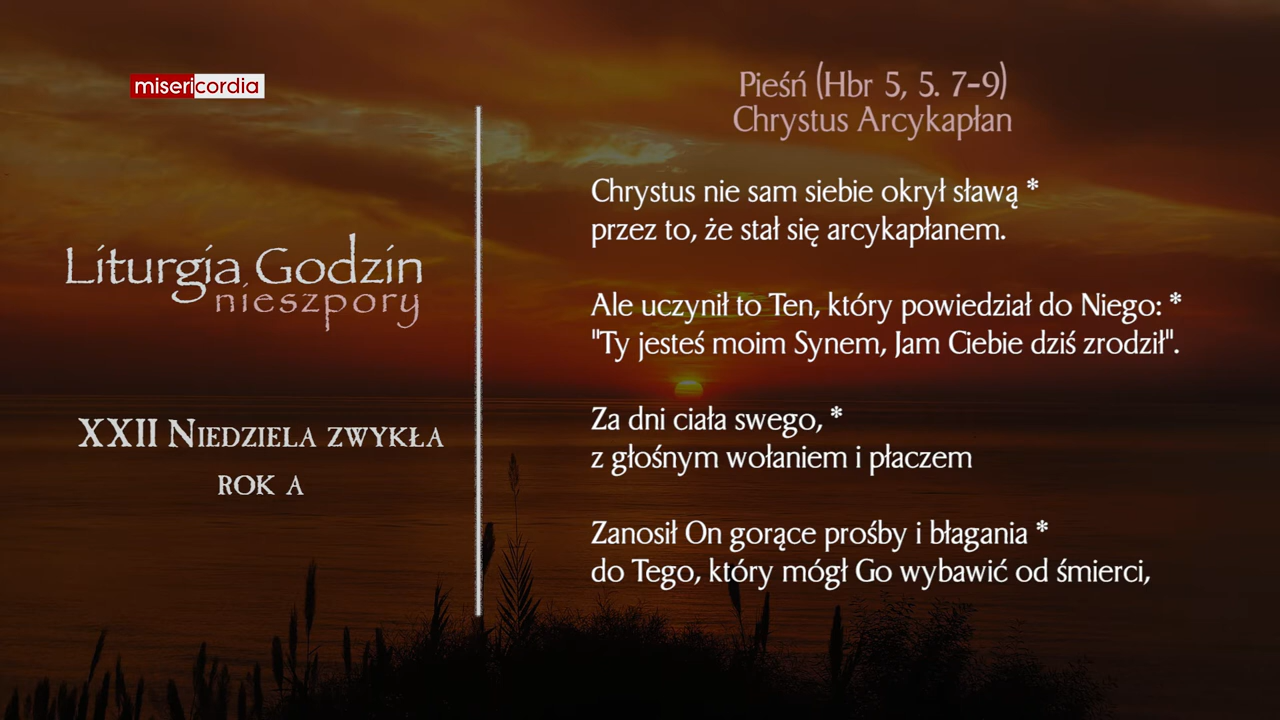 misericordia
Liturgia Godzin
nieszpory
XXII Niedziela zwykła
rok a
Pieśń (Hbr 5, 5. 7-9)
Chrystus Arcykapłan
Chrystus nie sam siebie okrył sławą *
przez to, że stał się arcykapłanem.
Ale uczynił to Ten, który powiedział do Niego: *
"Ty jesteś moim Synem, Jam Ciebie dziś zrodził".
Za dni ciała swego, *
z głośnym wołaniem i płaczem
Zanosił On gorące prośby i błagania *
do Tego, który mógł Go wybawić od śmierci,